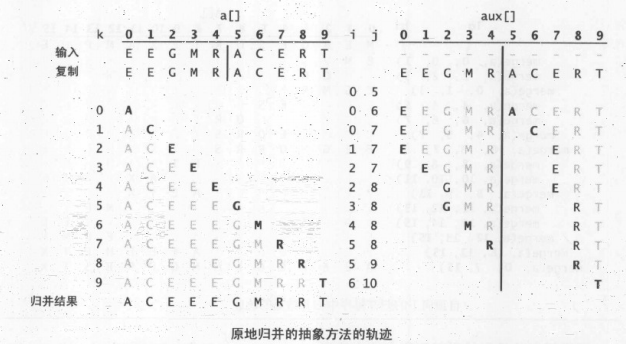 a[] aux[]
k 0 1 2 3 4 5 6 7 8 9 i j 0 1 2 3 4 5 6 7 8 9
输入 E E G M R A C E R T - - - - - - - - - -
复制 E E G M R A C E R T E E G M R A C E R T
0 5
0 A 0 6 E E G M R A C E R T
1 A C 0 7 E E G M R C E R T
2 A C E 1 7 E E G M R E R T
3 A C E E 2 7 E G M R E R T
4 A C E E E 2 8 G M R E R T
5 A C E E E G 3 8 G M R R T
6 A C E E E G M 4 8 M R R T
7 A C E E E G M R 5 8 R R T
8 A C E E E G M R R 5 9 R T
9 A C E E E G M R R T 6 10 T
归并结果 A C E E E G M R R T
原地归并的抽象方法的轨迹